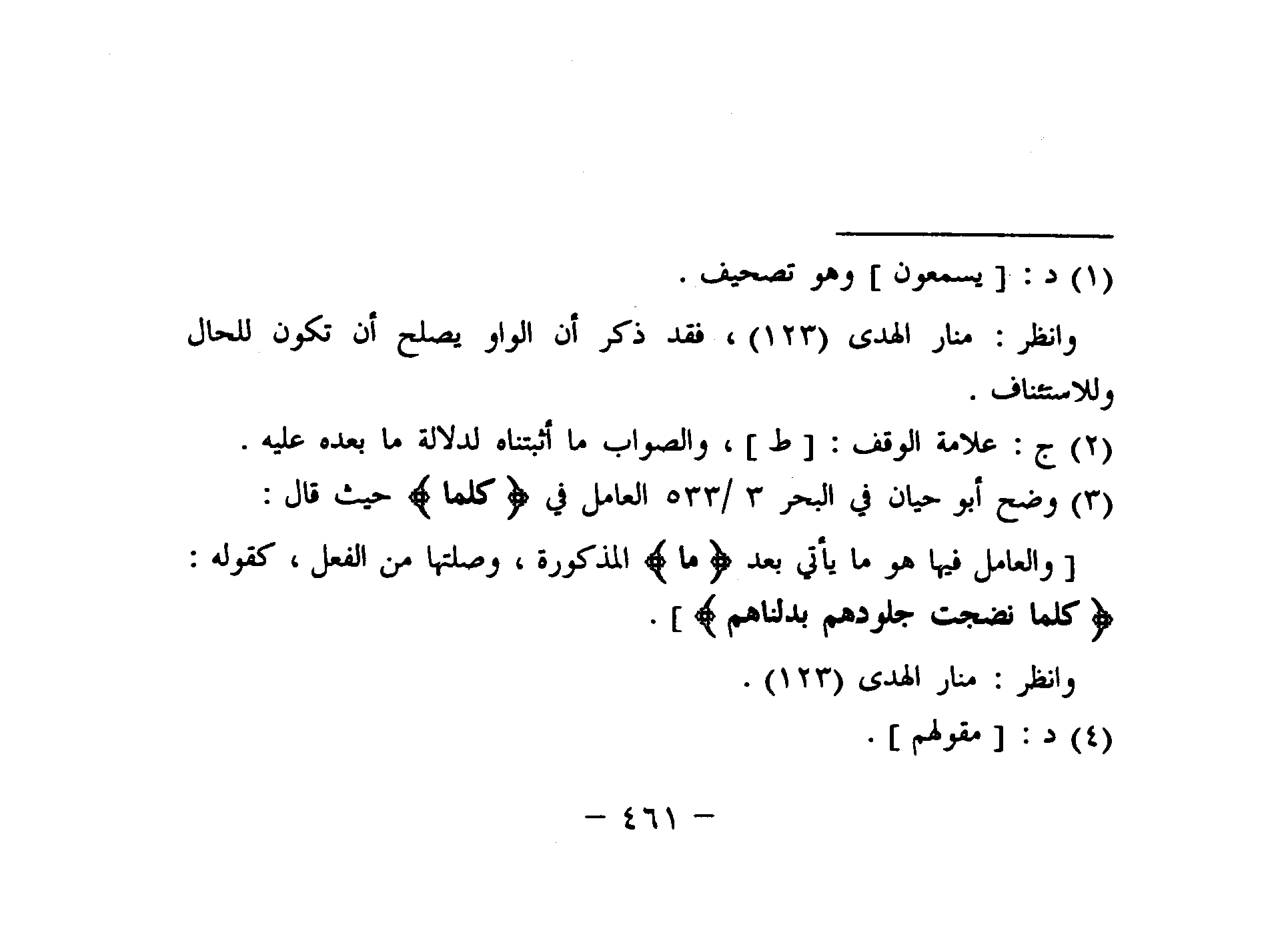 (١) د : [ يسمعون ] وهو تصحيف .
وانظر : منار الهدى (١٢٣) ، فقد ذكر أن الواو يصلح أن تكون للحال
وللاستئناف .
(٢) ج : علامة الوقف : [ ط ] ، والصواب ما أثبتناه لدلالة ما بعده عليه .
(٣) وضح أبو حيان في البحر ٣ /٥٣٣ العامل في ﴿ كلما ﴾ حيث قال :
[ والعامل فيها هو ما يأتي بعد ﴿ ما ﴾ المذكورة ، وصلتها من الفعل ، كقوله :
﴿ كلما نضجت جلودهم بدلناهم ﴾ ] .
وانظر : منار الهدى (١٢٣) .
(٤) د : [ مقولهم ] .
– ٤٦١ –